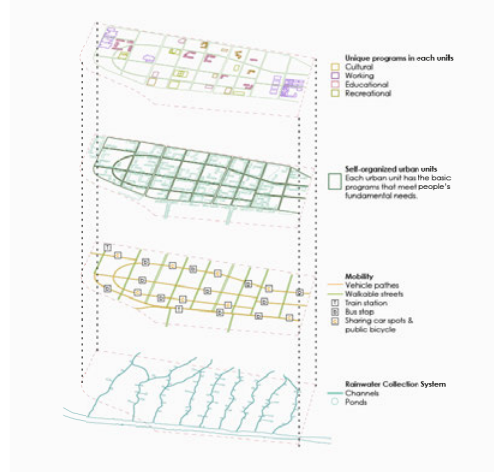 Unique programs in each units
Cultural
Working
Educational
Recreational
Self-organized urban units
Each urban unit has the basic
programs that meet people's
fundamental needs.
Mobility
Vehicle pathes
Walkable streets
T Train station
B Bus stop
Sharing car spots &
public bicycle
Rainwater Collection System
Channels
Ponds